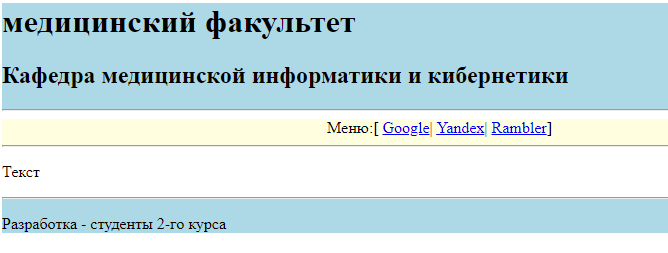 медицинский факультет
Кафедра медицинской информатики и кибернетики
Меню:[ Google| Yandex| Rambler]
Текст
Разработка - студенты 2-го курса